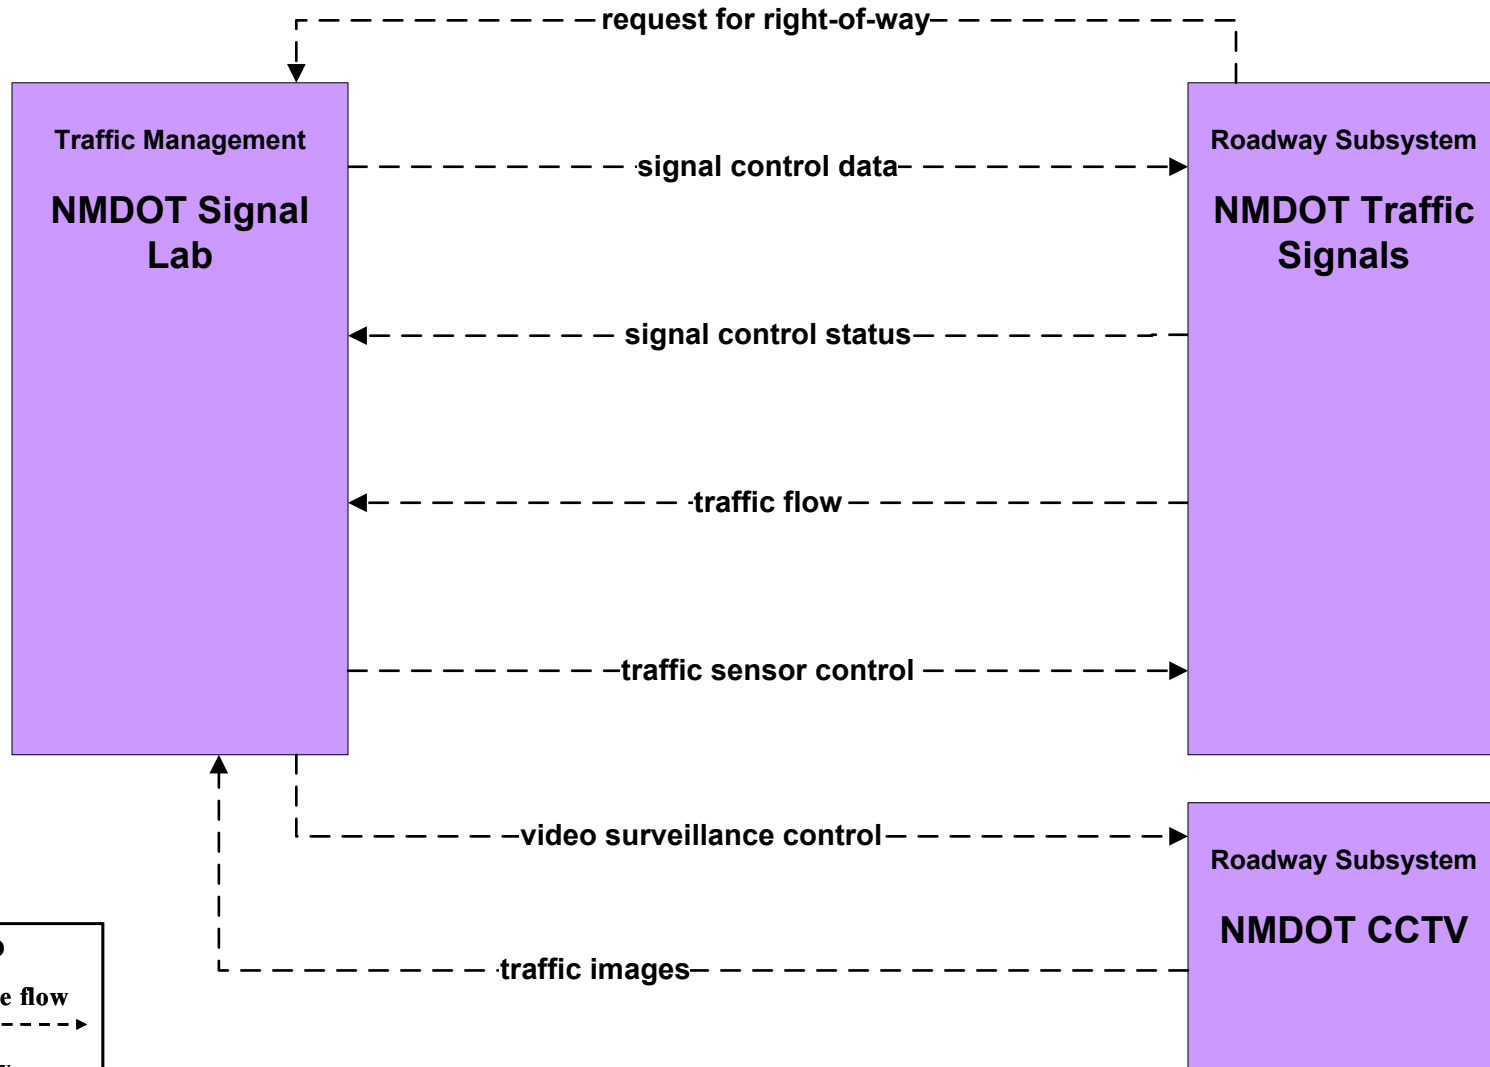 request for right-of-way
Traffic Management
NMDOT Signal
Lab
Roadway Subsystem
NMDOT Traffic
Signals
signal control data
signal control status
traffic flow
traffic sensor control
video surveillance control
Roadway Subsystem
NMDOT CCTV
traffic images
flow